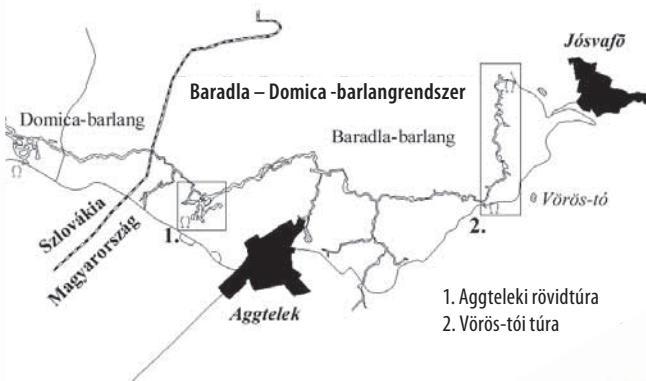 Jósvafő
Baradla – Domica -barlangrendszer
Domica-barlang
Baradla-barlang
Szlovákia
Magyarország
Vörös-tó
1.
2.
Aggtelek
1. Aggteleki rövidtúra
2. Vörös-tói túra